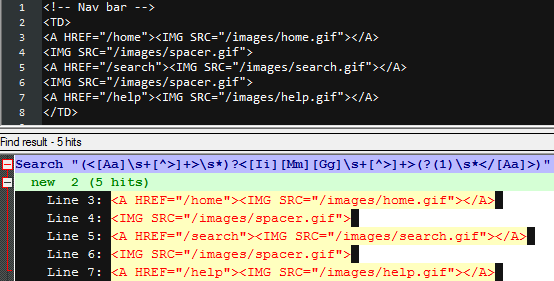 1 <!-- Nav bar -->
2 <TD>
3 <A HREF="/home"><IMG SRC="/images/home.gif"></A>
4 <IMG SRC="/images/spacer.gif">
5 <A HREF="/search"><IMG SRC="/images/search.gif"></A>
6 <IMG SRC="/images/spacer.gif">
7 <A HREF="/help"><IMG SRC="/images/help.gif"></A>
8 </TD>
Find result - 5 hits
Search "(<[Aa]\s+[^>]+>\s*)?<[Ii][Mm][Gg]\s+[^>]+>(?(1)\s*</[Aa]>)"
new 2 (5 hits)
Line 3: <A HREF="/home"><IMG SRC="/images/home.gif"></A>
Line 4: <IMG SRC="/images/spacer.gif">
Line 5: <A HREF="/search"><IMG SRC="/images/search.gif"></A>
Line 6: <IMG SRC="/images/spacer.gif">
Line 7: <A HREF="/help"><IMG SRC="/images/help.gif"></A>